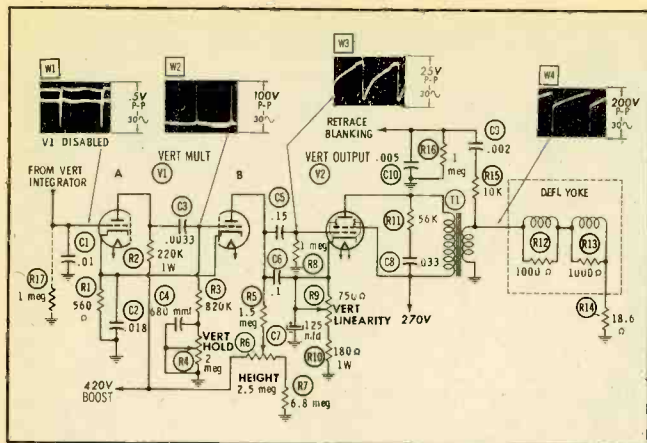 W1
.5V
P-P
30∿
V1 DISABLED
W2
100V
P-P
30∿
W3
25V
P-P
30∿
W4
200V
P-P
30∿
RETRACE
BLANKING
FROM VERT
INTEGRATOR
A
V1
VERT MULT
B
VERT OUTPUT
V2
.005
C10
R16
1
meg
C9
.002
R15
10K
T1
DEFL YOKE
R12
1000Ω
R13
1000Ω
R14
18.6
Ω
C1
.01
R17
1 meg
R1
560
Ω
C2
.018
R2
220K
1W
C3
.0033
C4
680 mmf
R3
820K
VERT
HOLD
R4
2
meg
C5
.15
1 meg
R8
C6
.1
R5
1.5
meg
C7
125
mfd
R9
750Ω
VERT
LINEARITY
R10
180Ω
1W
R11
56K
C8
.033
270V
R6
HEIGHT
2.5 meg
R7
6.8 meg
420V
BOOST